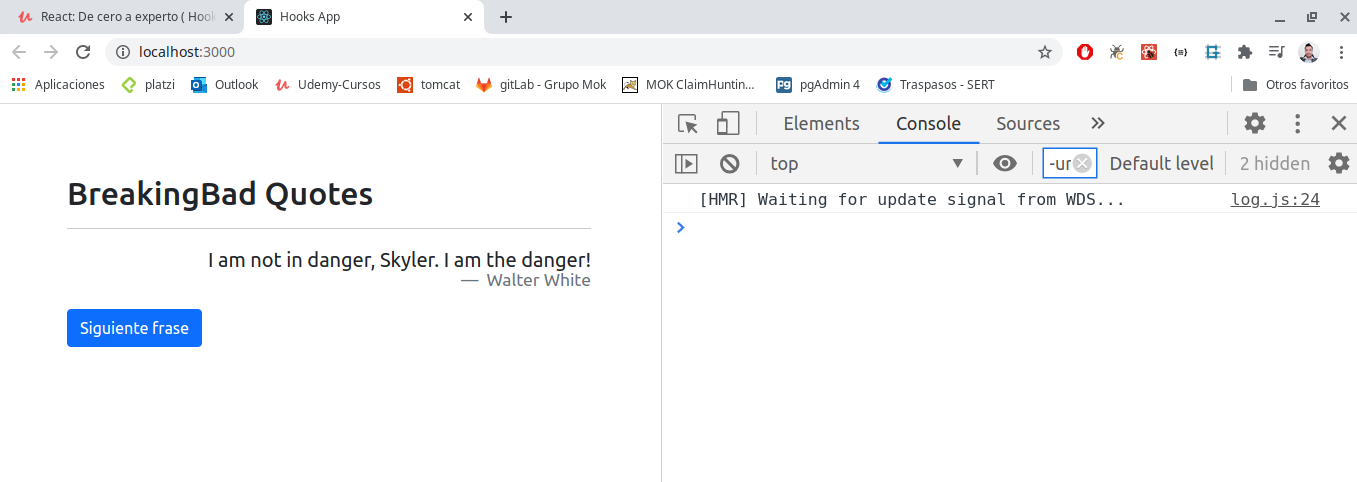 React: De cero a experto ( Hook
Hooks App
localhost:3000
Aplicaciones
platzi
Outlook
Udemy-Cursos
tomcat
gitLab - Grupo Mok
MOK ClaimHuntin...
pgAdmin 4
Traspasos - SERT
Otros favoritos
Elements
Console
Sources
top
-ur
Default level
2 hidden
[HMR] Waiting for update signal from WDS...
log.js:24
BreakingBad Quotes
I am not in danger, Skyler. I am the danger!
— Walter White
Siguiente frase